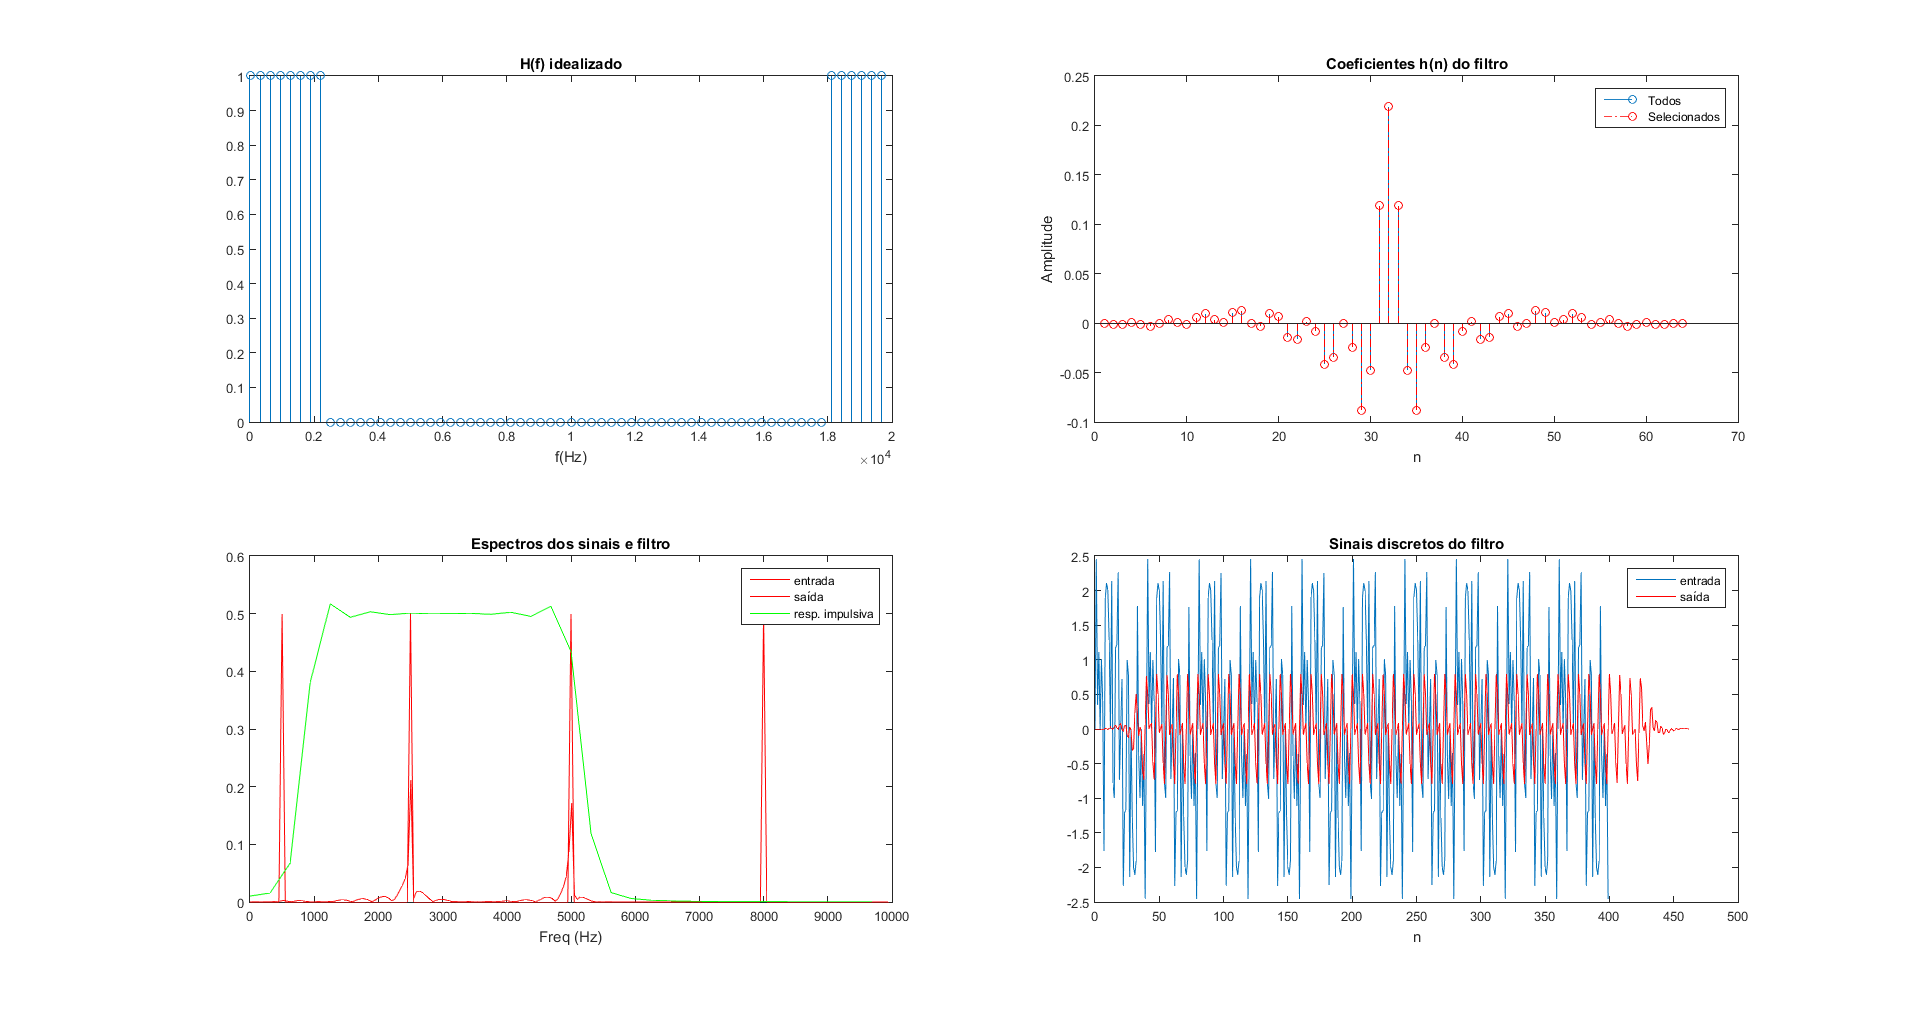 H(f) idealizado
1
0.9
0.8
0.7
0.6
0.5
0.4
0.3
0.2
0.1
0
0 0.2 0.4 0.6 0.8 1 1.2 1.4 1.6 1.8 2
f(Hz)
×10^4
Coeficientes h(n) do filtro
Todos
Selecionados
Amplitude
0.25
0.2
0.15
0.1
0.05
0
-0.05
-0.1
0 10 20 30 40 50 60 70
n
Espectros dos sinais e filtro
entrada
saída
resp. impulsiva
0.6
0.5
0.4
0.3
0.2
0.1
0
0 1000 2000 3000 4000 5000 6000 7000 8000 9000 10000
Freq (Hz)
Sinais discretos do filtro
entrada
saída
2.5
2
1.5
1
0.5
0
-0.5
-1
-1.5
-2
-2.5
0 50 100 150 200 250 300 350 400 450 500
n